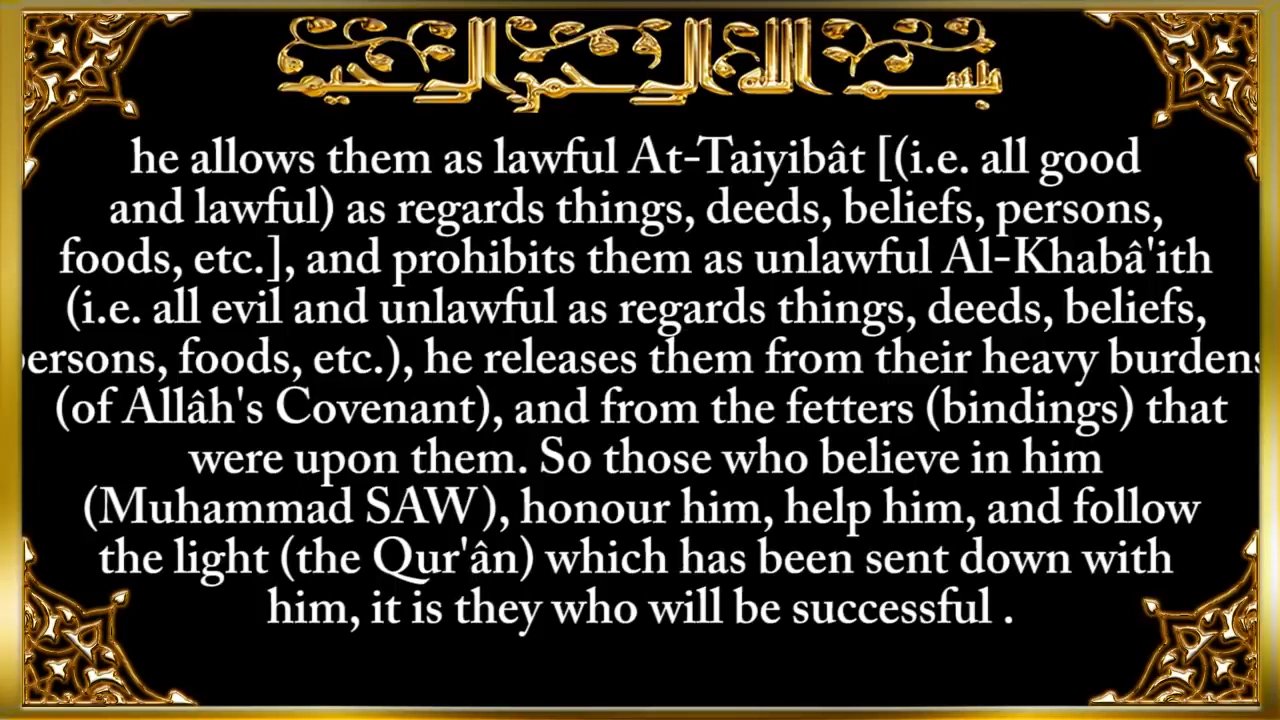 بسم الله الرحمن الرحيم
he allows them as lawful At-Taiyibât [(i.e. all good
and lawful) as regards things, deeds, beliefs, persons,
foods, etc.], and prohibits them as unlawful Al-Khabâ'ith
(i.e. all evil and unlawful as regards things, deeds, beliefs,
persons, foods, etc.), he releases them from their heavy burdens
(of Allâh's Covenant), and from the fetters (bindings) that
were upon them. So those who believe in him
(Muhammad SAW), honour him, help him, and follow
the light (the Qur'ân) which has been sent down with
him, it is they who will be successful .